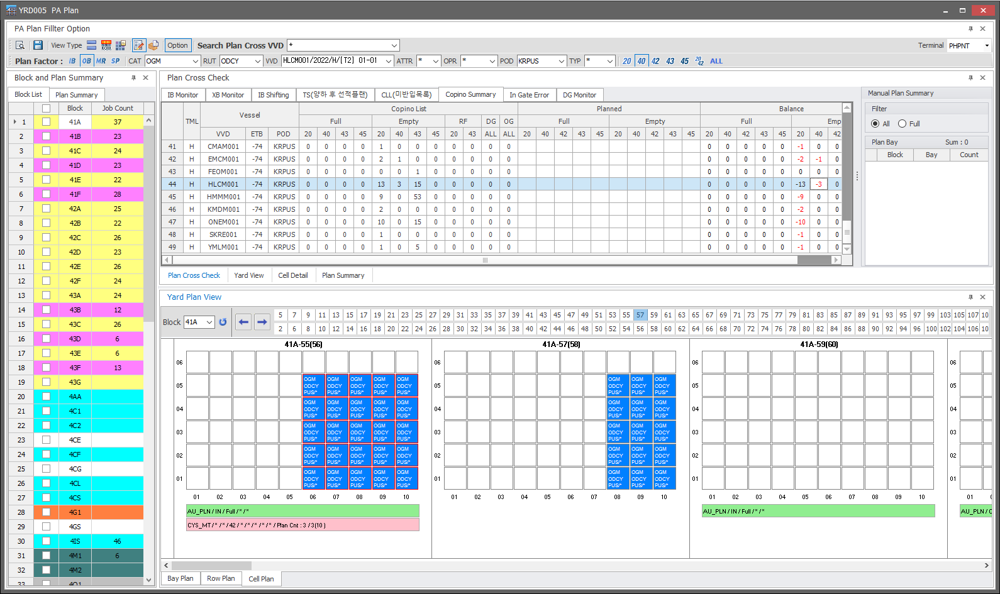 YRD005 PA Plan
PA Plan Fillter Option
View Type ROW Option Search Plan Cross VVD * Terminal PHPNT
Plan Factor : IB OB MR SP CAT OGM RUT ODCY VVD HLCM001/2022/H/[T2] 01-01 ATTR * OPR * POD KRPUS TYP * 20 40 42 43 45 20/42 ALL
Block and Plan Summary
Block List Plan Summary
Block Job Count
1 41A 37
2 41B 23
3 41C 24
4 41D 23
5 41E 22
6 41F 28
7 42A 25
8 42B 22
9 42C 26
10 42D 23
11 42E 26
12 42F 24
13 43A 24
14 43B 12
15 43C 26
16 43D 6
17 43E 6
18 43F 13
19 43G
20 4AA
21 4C1
22 4C2
23 4CE
24 4CF
25 4CG
26 4CL
27 4CS
28 4G1
29 4GS
30 4IS 46
31 4M1 6
32 4M2
33 4O1
Plan Cross Check
IB Monitor XB Monitor IB Shifting TS(양하 후 선적플랜) CLL(미반입목록) Copino Summary In Gate Error DG Monitor
TML Vessel Copino List Planned Balance
Full Empty RF DG OG Full Empty Full Emp
VVD ETB POD 20 40 43 45 20 40 43 45 20 43 ALL ALL 20 40 42 43 45 20 40 42 43 45 20 40 42 43 45 20 40 42
41 H CMAM001 -74 KRPUS 0 0 0 0 1 0 0 0 0 0 0 0 0 0 0 0 0 -1 0 0
42 H EMCM001 -74 KRPUS 0 0 0 0 2 1 0 0 0 0 0 0 0 0 0 0 0 -2 -1 0
43 H FEOM001 -74 KRPUS 0 0 0 0 0 0 1 0 0 0 0 0 0 0 0 0 0 0 0 0
44 H HLCM001 -74 KRPUS 0 0 0 0 13 3 15 0 0 0 0 0 0 0 0 0 0 -13 -3 0
45 H HMMM001 -74 KRPUS 0 0 0 0 9 0 53 0 0 0 0 0 0 0 0 0 0 -9 0 0
46 H KMDM001 -74 KRPUS 0 0 0 0 2 0 0 0 0 0 0 0 0 0 0 0 0 -2 0 0
47 H ONEM001 -74 KRPUS 0 0 0 0 10 0 15 0 0 0 0 0 0 0 0 0 0 -10 0 0
48 H SKRE001 -74 KRPUS 0 0 0 0 1 0 0 0 0 0 0 0 0 0 0 0 0 -1 0 0
49 H YMLM001 -74 KRPUS 0 0 0 0 1 0 5 0 0 0 0 0 0 0 0 0 0 -1 0 0
Plan Cross Check Yard View Cell Detail Plan Summary
Manual Plan Summary
Filter
All Full
Plan Bay Sum : 0
Block Bay Count
Yard Plan View
Block 41A
5 7 9 11 13 15 17 19 21 23 25 27 29 31 33 35 37 39 41 43 45 47 49 51 53 55 57 59 61 63 65 67 69 71 73 75 77 79 81 83 85 87 89 91 93 95 97 99 103 105 107 10
2 6 8 10 12 14 16 18 20 22 24 26 28 30 32 34 36 38 40 42 44 46 48 50 52 54 56 58 60 62 64 66 68 70 72 74 76 78 80 82 84 86 88 90 92 94 96 98 100 102 104 106 10
41A-55(56) 41A-57(58) 41A-59(60)
06 06 06 06
05 OGM OGM OGM OGM OGM 05 OGM OGM OGM 05 05
ODCY ODCY ODCY ODCY ODCY ODCY ODCY ODCY
PUS/* PUS/* PUS/* PUS/* PUS/* PUS/* PUS/* PUS/*
04 OGM OGM OGM OGM OGM 04 OGM OGM OGM 04 04
ODCY ODCY ODCY ODCY ODCY ODCY ODCY ODCY
PUS/* PUS/* PUS/* PUS/* PUS/* PUS/* PUS/* PUS/*
03 OGM OGM OGM OGM OGM 03 OGM OGM OGM 03 03
ODCY ODCY ODCY ODCY ODCY ODCY ODCY ODCY
PUS/* PUS/* PUS/* PUS/* PUS/* PUS/* PUS/* PUS/*
02 OGM OGM OGM OGM OGM 02 OGM OGM OGM 02 02
ODCY ODCY ODCY ODCY ODCY ODCY ODCY ODCY
PUS/* PUS/* PUS/* PUS/* PUS/* PUS/* PUS/* PUS/*
01 OGM OGM OGM OGM OGM 01 OGM OGM OGM 01 01
ODCY ODCY ODCY ODCY ODCY ODCY ODCY ODCY
PUS/* PUS/* PUS/* PUS/* PUS/* PUS/* PUS/* PUS/*
01 02 03 04 05 06 07 08 09 10 01 02 03 04 05 06 07 08 09 10 01 02 03 04 05 06 07 08 09 10 01
AU_PLN / IN / Full / * / * AU_PLN / IN / Full / * / * AU_PLN / C
CYS_MT / * / * / 42 / * / * / * / * / * / Plan Cnt : 3 / 3(10 )
Bay Plan Row Plan Cell Plan